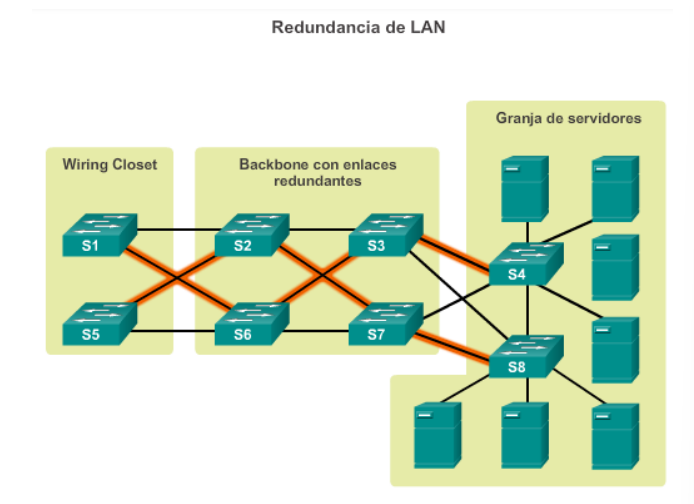 Redundancia de LAN
Granja de servidores
Wiring Closet
Backbone con enlaces
redundantes
S1
S2
S3
S4
S5
S6
S7
S8